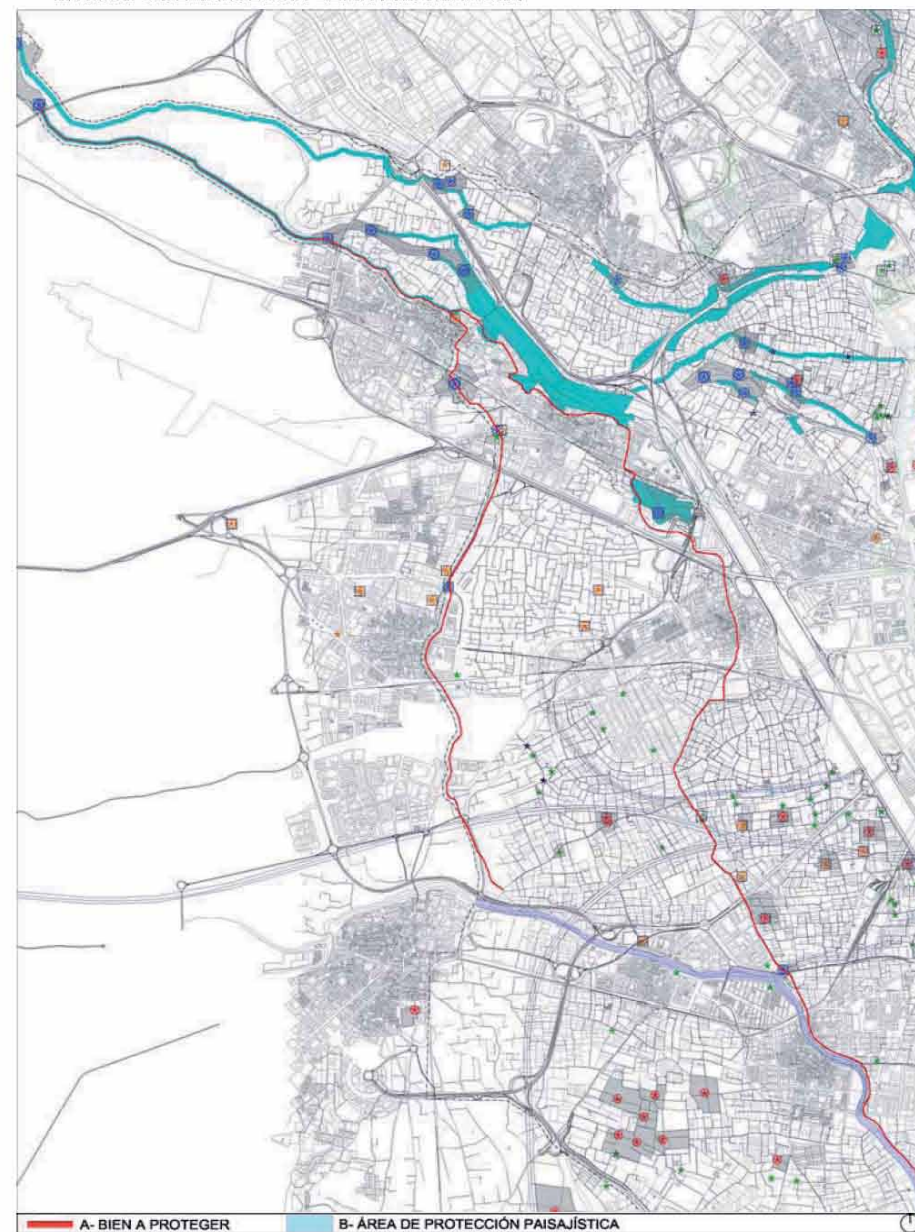 A- BIEN A PROTEGER
B- ÁREA DE PROTECCIÓN PAISAJÍSTICA